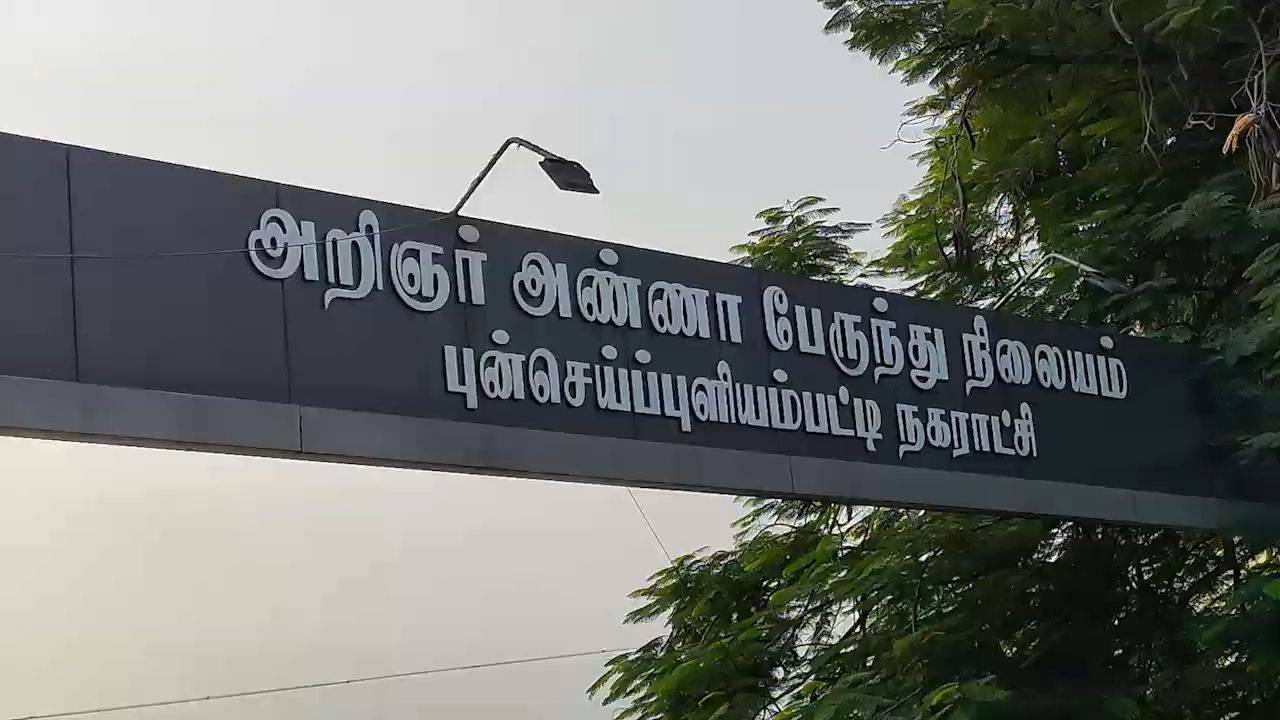 அறிஞர் அண்ணா பேருந்து நிலையம்
புன்செய்ப்புளியம்பட்டி நகராட்சி